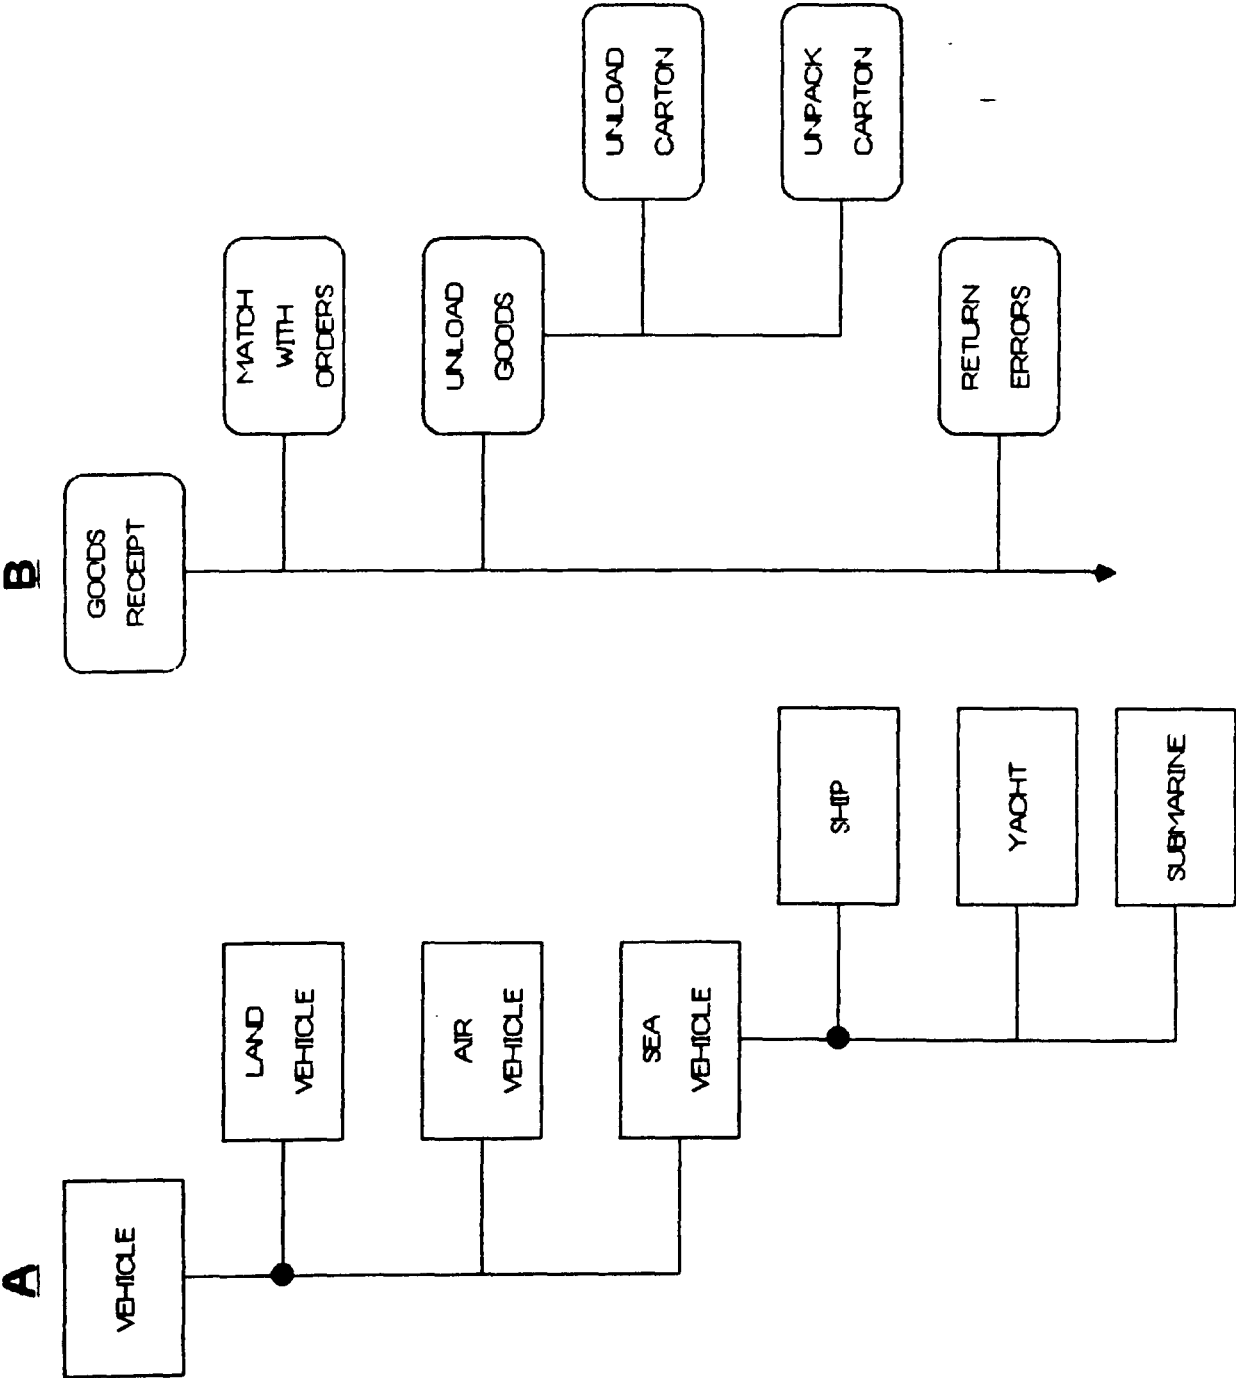 A
VEHICLE
LAND
VEHICLE
AIR
VEHICLE
SEA
VEHICLE
SHIP
YACHT
SUBMARINE
B
GOODS
RECEIPT
MATCH
WITH
ORDERS
UNLOAD
GOODS
UNLOAD
CARTON
UNPACK
CARTON
RETURN
ERRORS